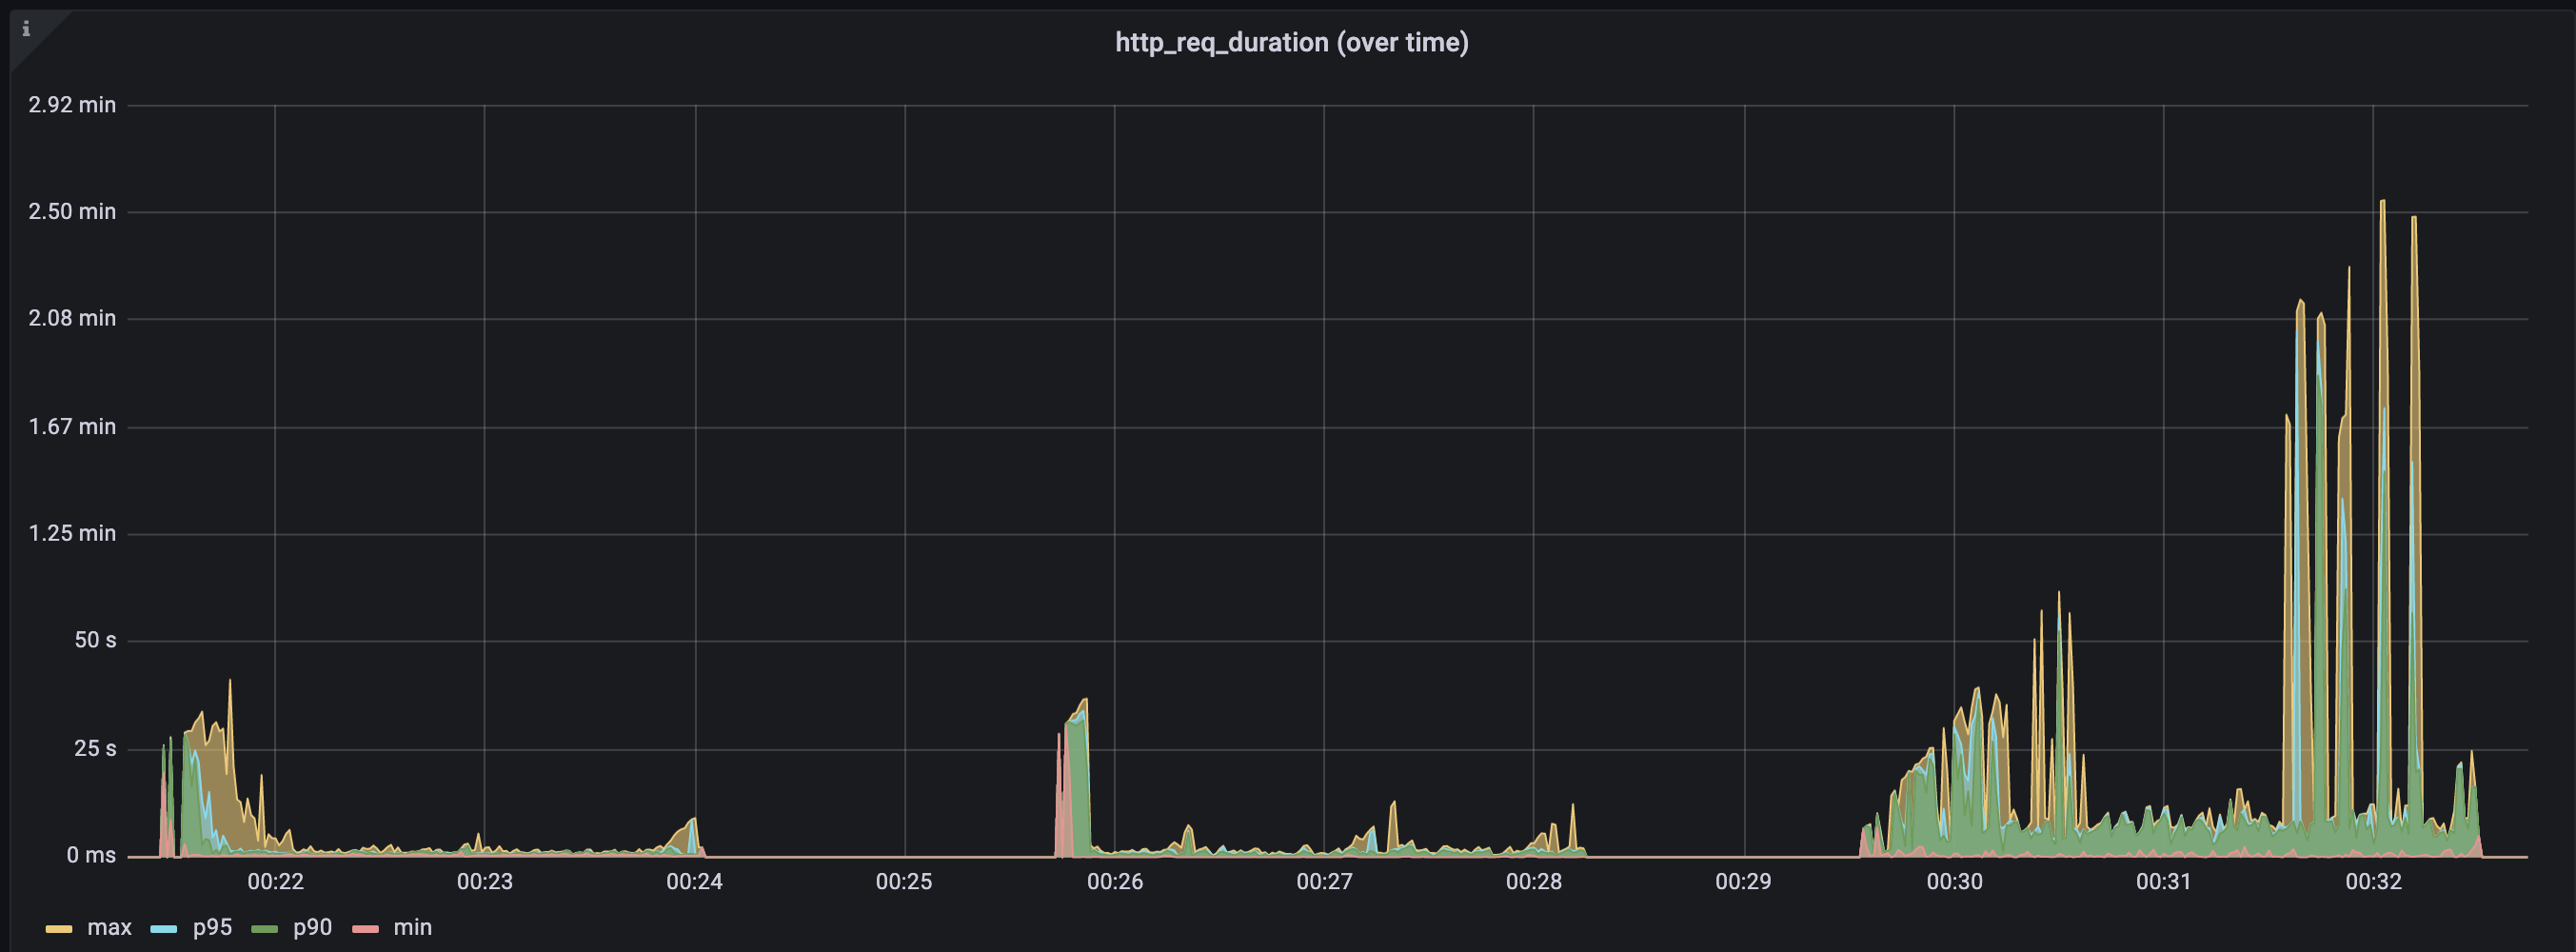 i
http_req_duration (over time)
2.92 min
2.50 min
2.08 min
1.67 min
1.25 min
50 s
25 s
0 ms
00:22 00:23 00:24 00:25 00:26 00:27 00:28 00:29 00:30 00:31 00:32
max p95 p90 min